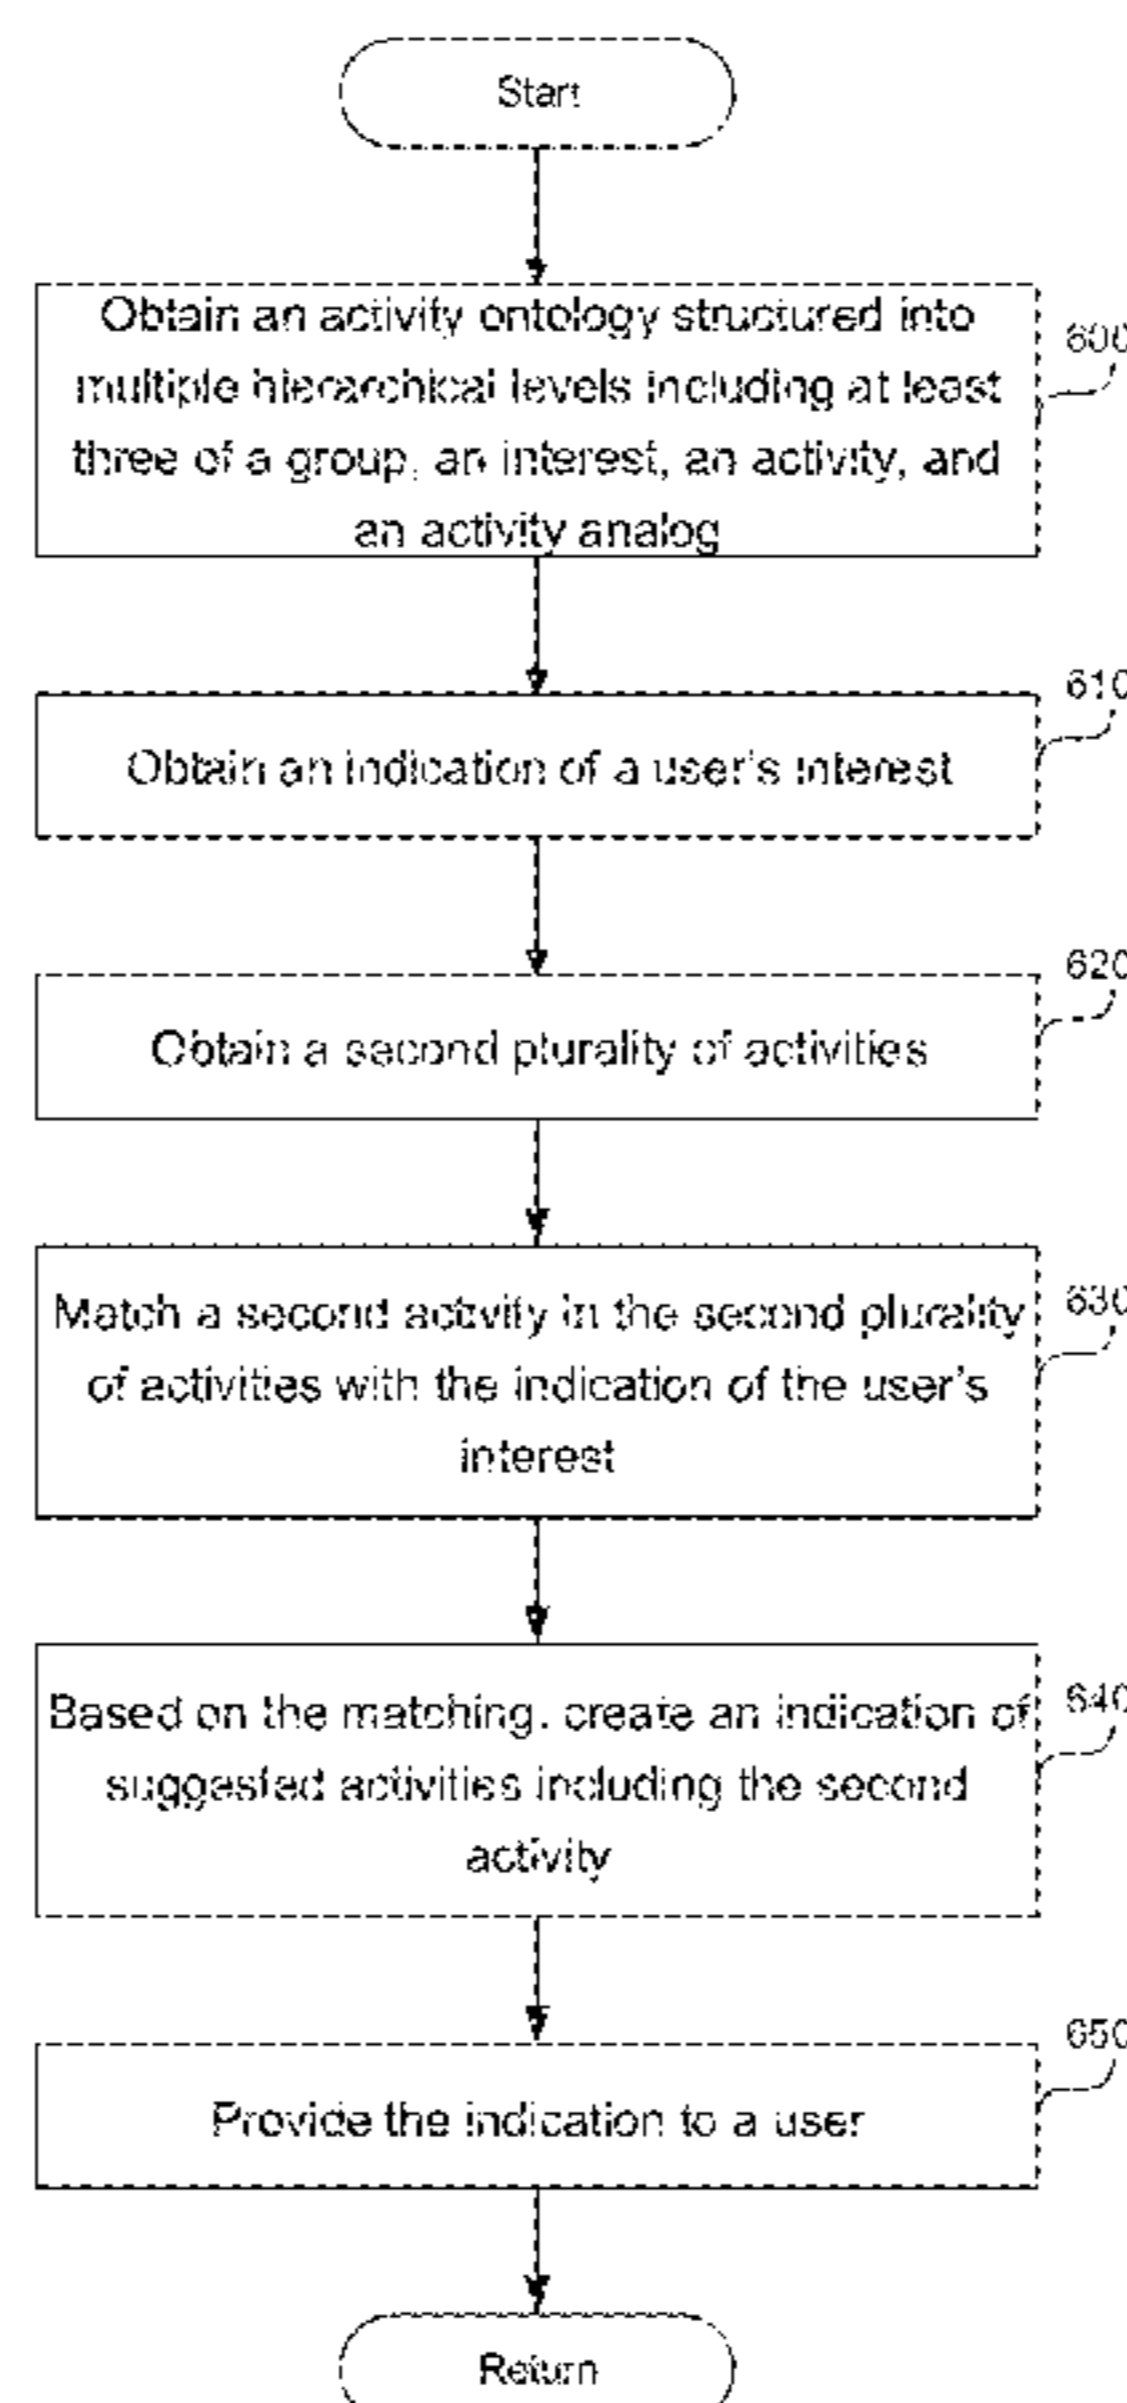 Start
Obtain an activity ontology structured into
multiple hierarchical levels including at least
three of a group, an interest, an activity, and
an activity analog
600
Obtain an indication of a user's interest
610
Obtain a second plurality of activities
620
Match a second activity in the second plurality
of activities with the indication of the user's
interest
630
Based on the matching, create an indication of
suggested activities including the second
activity
640
Provide the indication to a user
650
Return